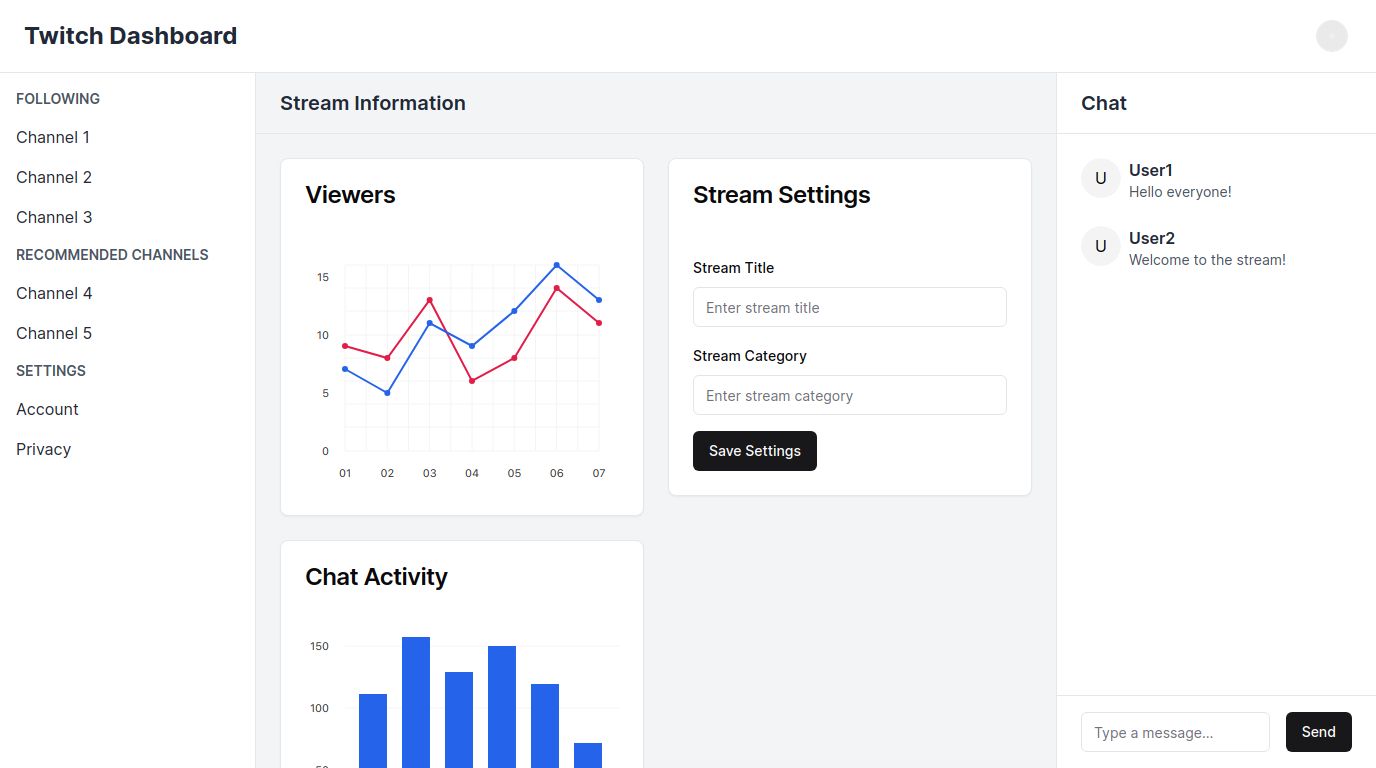 Twitch Dashboard
FOLLOWING
Channel 1
Channel 2
Channel 3
RECOMMENDED CHANNELS
Channel 4
Channel 5
SETTINGS
Account
Privacy
Stream Information
Viewers
15
10
5
0
01 02 03 04 05 06 07
Stream Settings
Stream Title
Enter stream title
Stream Category
Enter stream category
Save Settings
Chat Activity
150
100
Chat
U
User1
Hello everyone!
U
User2
Welcome to the stream!
Type a message...
Send